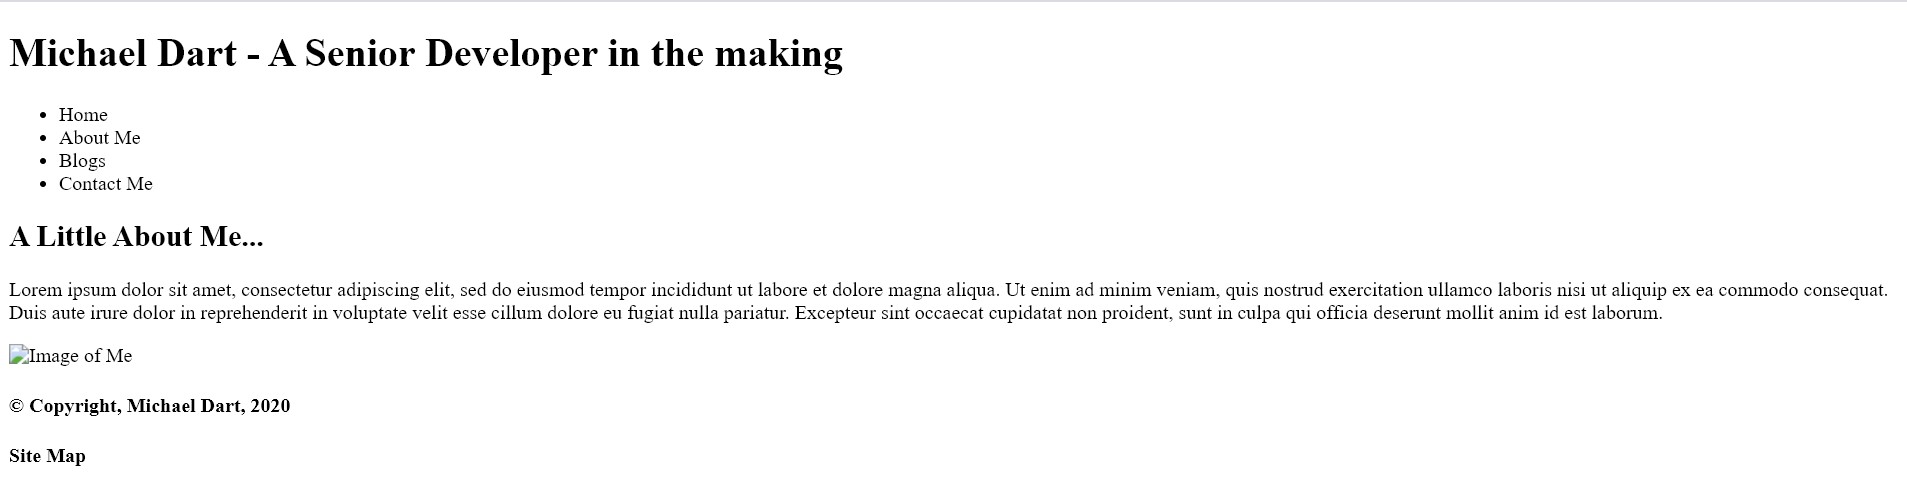 Michael Dart - A Senior Developer in the making
Home
About Me
Blogs
Contact Me
A Little About Me...
Lorem ipsum dolor sit amet, consectetur adipiscing elit, sed do eiusmod tempor incididunt ut labore et dolore magna aliqua. Ut enim ad minim veniam, quis nostrud exercitation ullamco laboris nisi ut aliquip ex ea commodo consequat.
Duis aute irure dolor in reprehenderit in voluptate velit esse cillum dolore eu fugiat nulla pariatur. Excepteur sint occaecat cupidatat non proident, sunt in culpa qui officia deserunt mollit anim id est laborum.
Image of Me
© Copyright, Michael Dart, 2020
Site Map